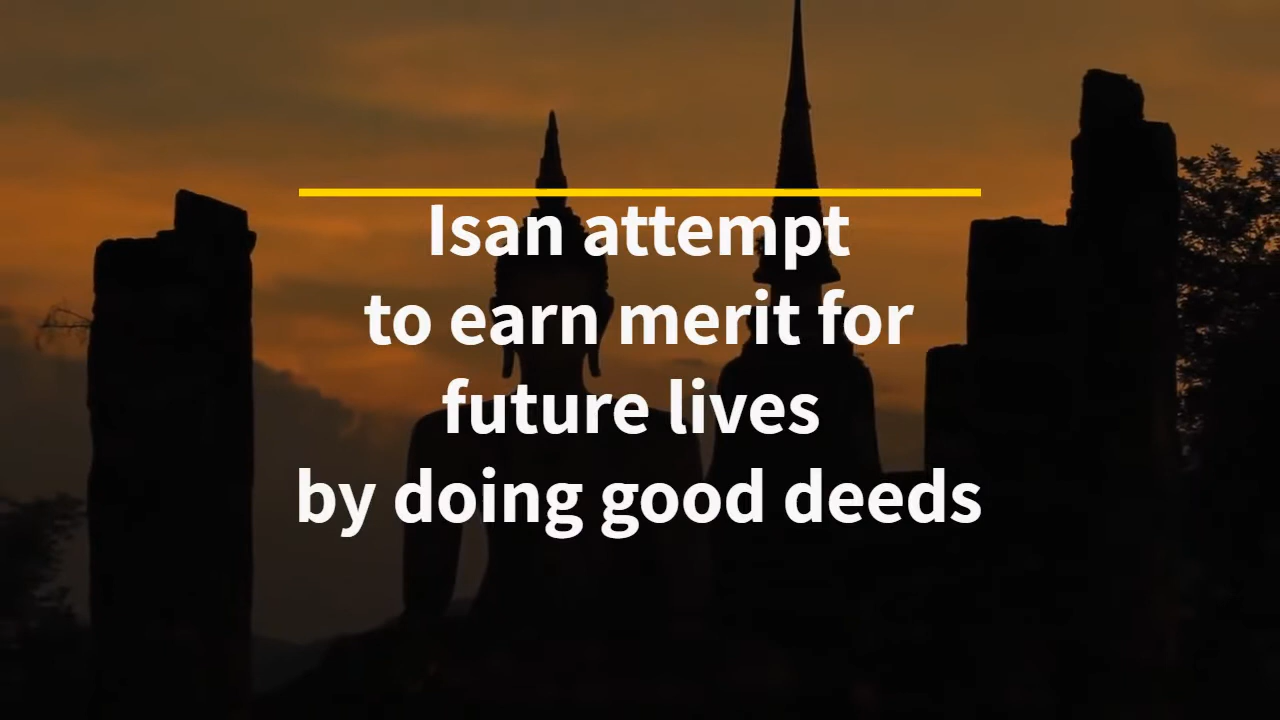 Isan attempt
to earn merit for
future lives
by doing good deeds